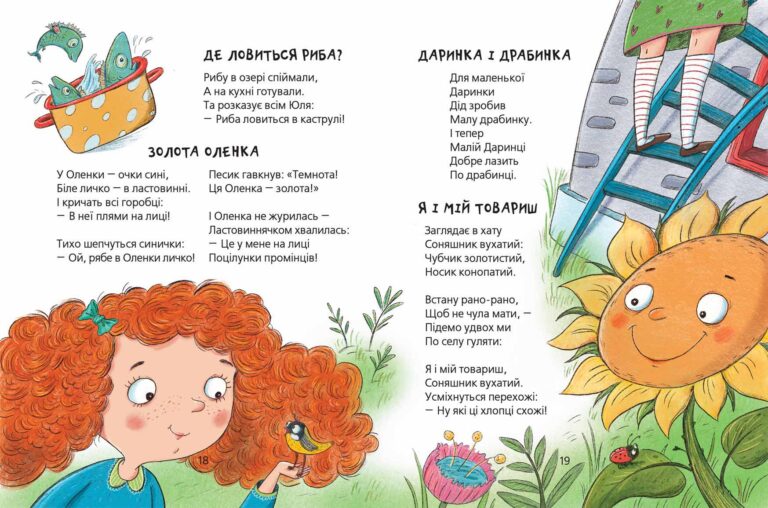 ДЕ ЛОВИТЬСЯ РИБА?
Рибу в озері спіймали,
А на кухні готували.
Та розказує всім Юля:
– Риба ловиться в каструлі!
ЗОЛОТА ОЛЕНКА
У Оленки – очки сині,
Біле личко – в ластовинні.
І кричать всі горобці:
– В неї плями на лиці!
Тихо шепчуться синички:
– Ой, рябе в Оленки личко!
Песик гавкнув: «Темнота!
Ця Оленка – золота!»
І Оленка не журилась –
Ластовиннячком хвалилась:
– Це у мене на лиці
Поцілунки промінців!
18
ДАРИНКА І ДРАБИНКА
Для маленької
Даринки
Дід зробив
Малу драбинку.
І тепер
Малій Даринці
Добре лазить
По драбинці.
Я І МІЙ ТОВАРИШ
Заглядає в хату
Соняшник вухатий:
Чубчик золотистий,
Носик конопатий.
Встану рано-рано,
Щоб не чула мати, –
Підемо удвох ми
По селу гуляти:
Я і мій товариш,
Соняшник вухатий.
Усміхнуться перехожі:
– Ну які ці хлопці схожі!
19